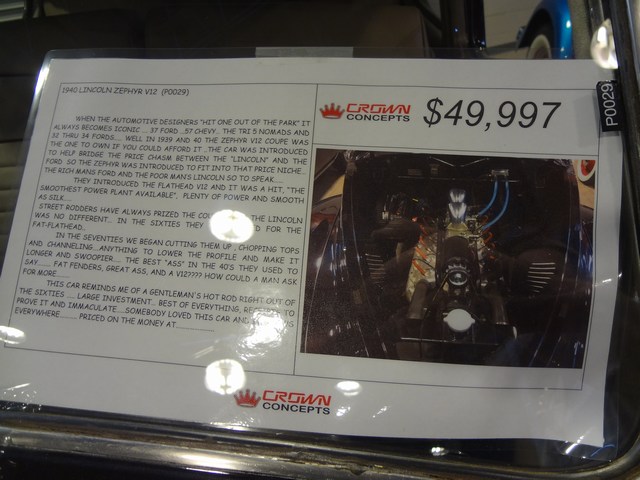 1940 LINCOLN ZEPHYR V12 (P0029)
CROWN
CONCEPTS
$49,997
P0029
WHEN THE AUTOMOTIVE DESIGNERS "HIT ONE OUT OF THE PARK" IT
ALWAYS BECOMES ICONIC.... 37 FORD ..57 CHEVY.. THE TRI 5 NOMADS AND
32 THRU 34 FORDS..... WELL IN 1939 AND 40 THE ZEPHYR V12 COUPE WAS
THE ONE TO OWN IF YOU COULD AFFORD IT ..THE CAR WAS INTRODUCED
TO HELP BRIDGE THE PRICE CHASM BETWEEN THE "LINCOLN" AND THE
FORD SO THE ZEPHYR WAS INTRODUCED TO FIT INTO THAT PRICE NICHE...
THE RICH MANS FORD AND THE POOR MAN'S LINCOLN SO TO SPEAK.....
THEY INTRODUCED THE FLATHEAD V12 AND IT WAS A HIT, "THE
SMOOTHEST POWER PLANT AVAILABLE", PLENTY OF POWER AND SMOOTH
AS SILK.....
STREET RODDERS HAVE ALWAYS PRIZED THE THE LINCOLN
WAS NO DIFFERENT... IN THE SIXTIES THEY FOR THE
FAT-FLATHEAD..
IN THE SEVENTIES WE BEGAN CUTTING THEM UP , CHOPPING TOPS
AND CHANNELING.. ANYTHING TO LOWER THE PROFILE AND MAKE IT
LONGER AND SWOOPIER..... THE BEST "ASS" IN THE 40'S THEY USED TO
SAY....... FAT FENDERS, GREAT ASS, AND A V12???? HOW COULD A MAN ASK
FOR MORE.....
THIS CAR REMINDS ME OF A GENTLEMAN'S HOT ROD RIGHT OUT OF
THE SIXTIES .... LARGE INVESTMENT.. BEST OF EVERYTHING, TO
PROVE IT AND IMMACULATE....SOMEBODY LOVED THIS CAR AND
EVERYWHERE........ PRICED ON THE MONEY AT...........
CROWN
CONCEPTS